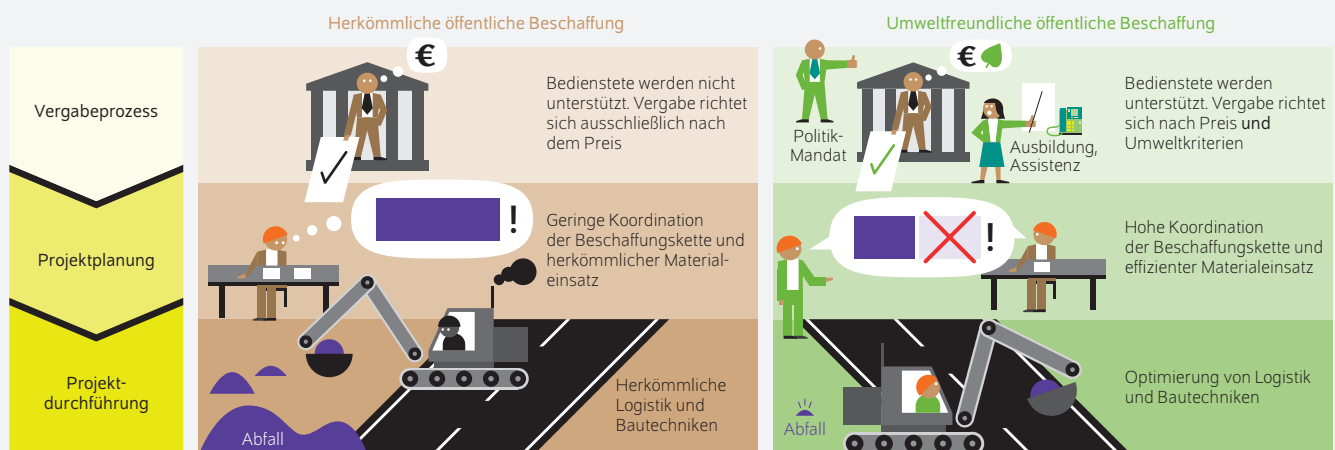 Herkömmliche öffentliche Beschaffung
Umweltfreundliche öffentliche Beschaffung
Vergabeprozess
€
Bedienstete werden nicht
unterstützt. Vergabe richtet
sich ausschließlich nach
dem Preis
€
Politik-
Mandat
Ausbildung,
Assistenz
Bedienstete werden
unterstützt. Vergabe richtet
sich nach Preis und
Umweltkriterien
Projektplanung
!
Geringe Koordination
der Beschaffungskette und
herkömmlicher Material-
einsatz
!
Hohe Koordination
der Beschaffungskette und
effizienter Materialeinsatz
Projekt-
durchführung
Abfall
Herkömmliche
Logistik und
Bautechniken
Abfall
Optimierung von Logistik
und Bautechniken